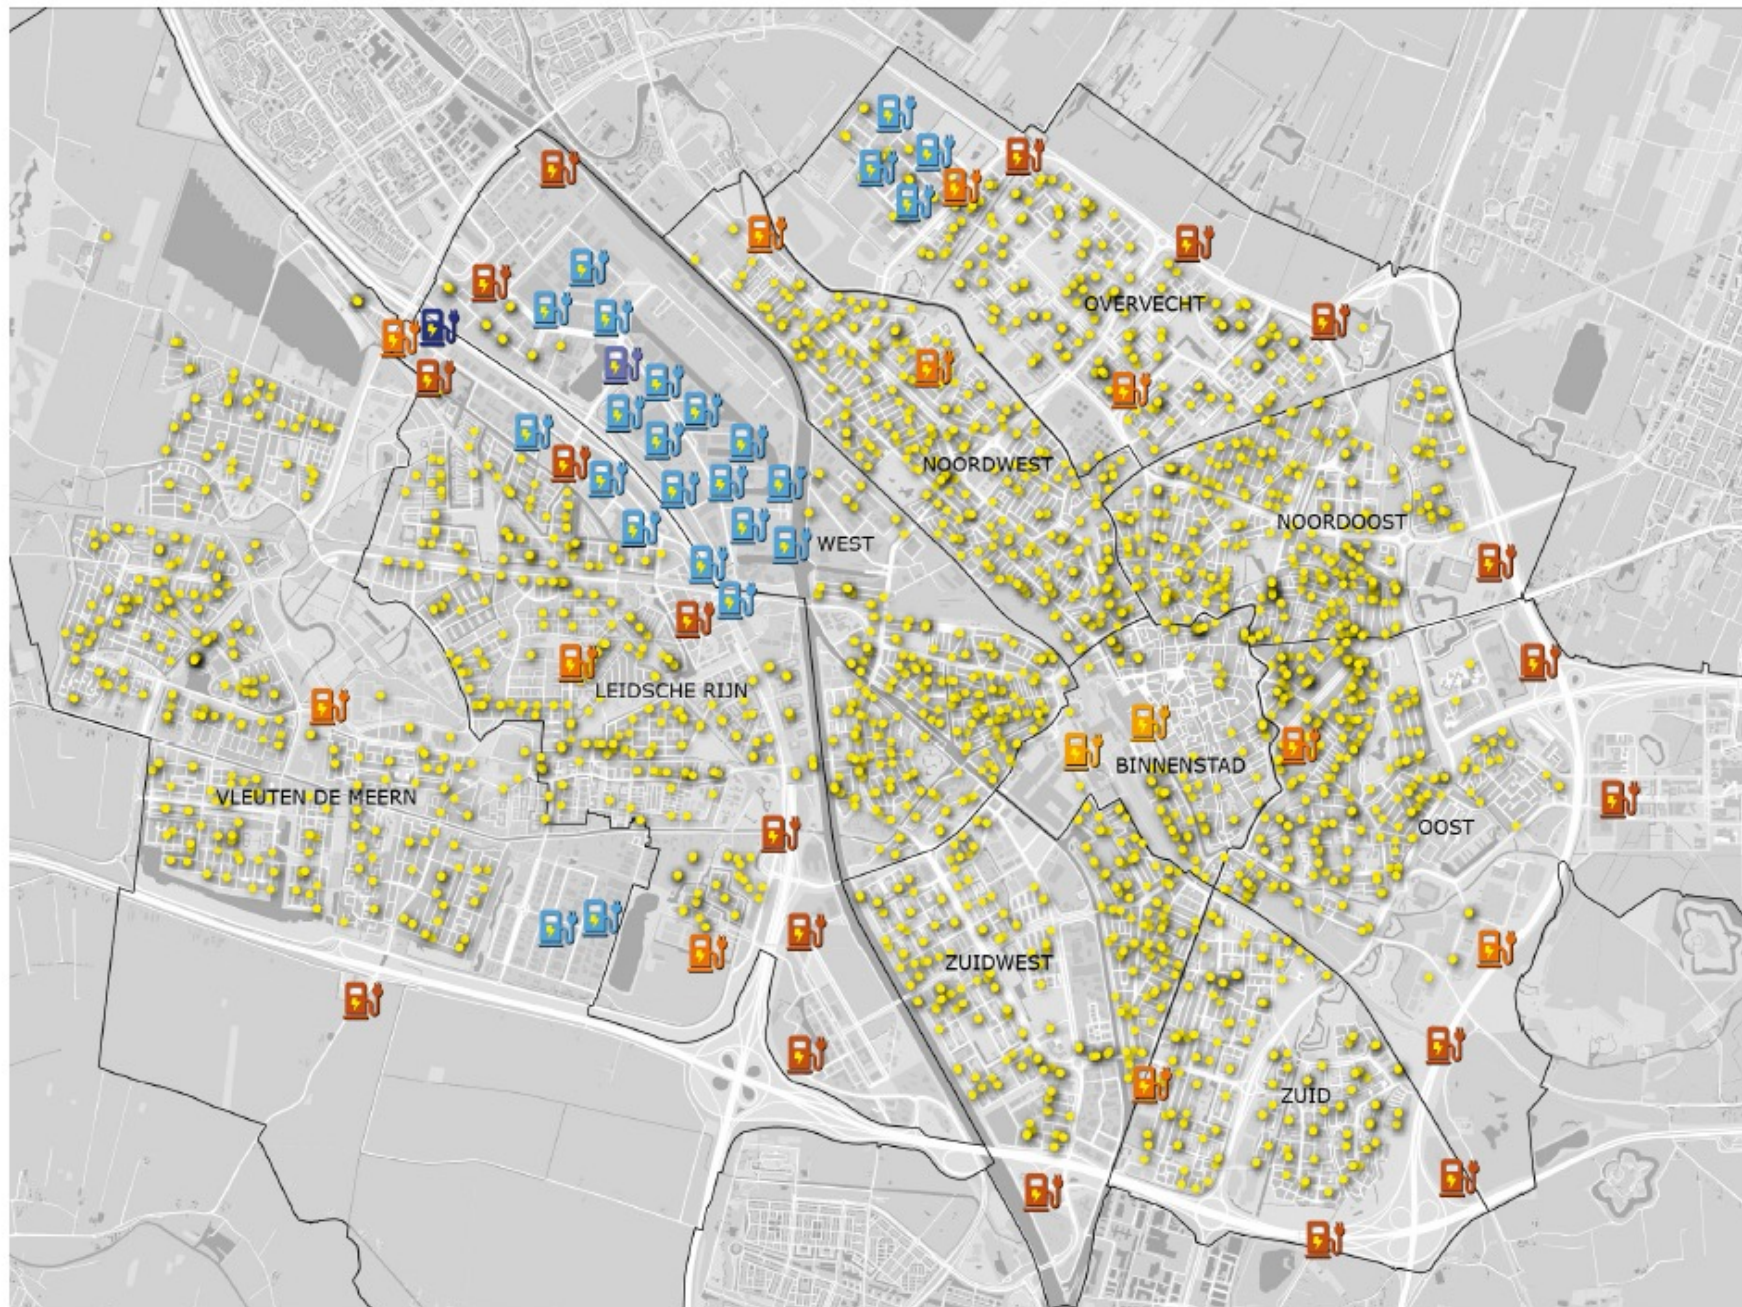 OVERVECHT
NOORDWEST
NOORDOOST
WEST
LEIDSCHE RIJN
BINNENSTAD
VLEUTEN DE MEERN
OOST
ZUIDWEST
ZUID